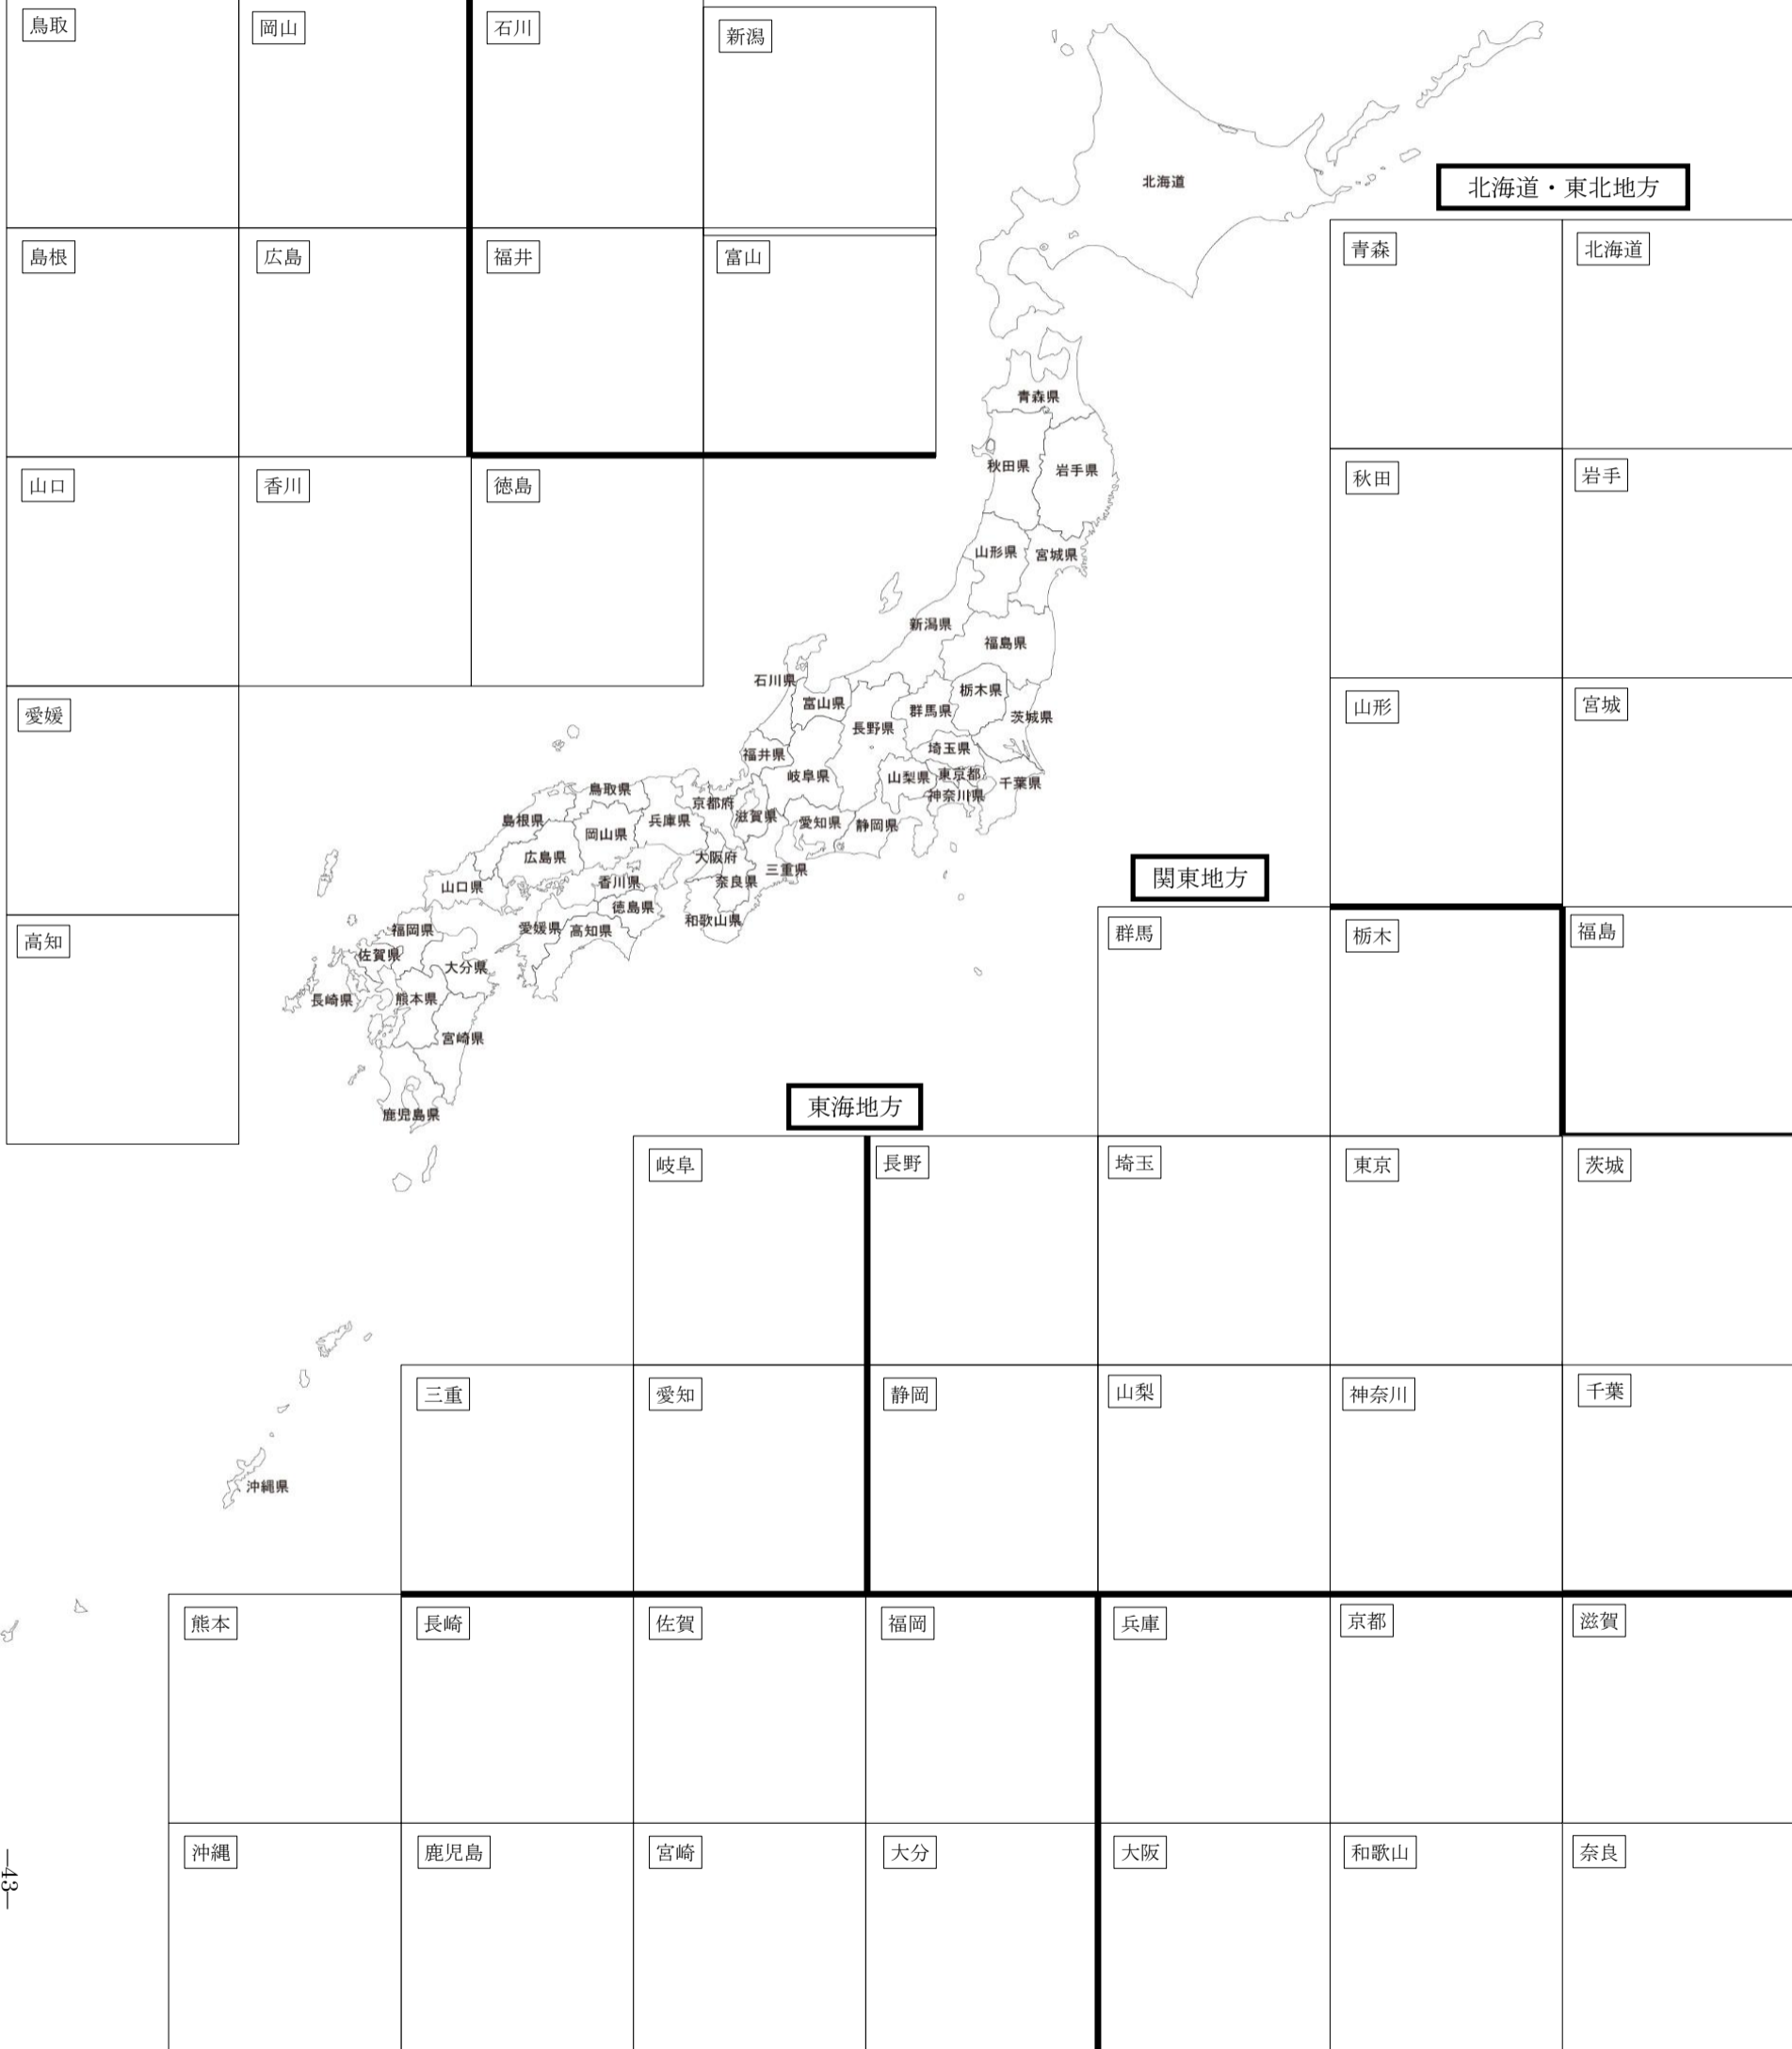 鳥取
岡山
石川
新潟
島根
広島
福井
富山
山口
香川
徳島
愛媛
高知
北海道・東北地方
青森
北海道
秋田
岩手
山形
宮城
関東地方
群馬
栃木
福島
東海地方
岐阜
長野
埼玉
東京
茨城
三重
愛知
静岡
山梨
神奈川
千葉
熊本
長崎
佐賀
福岡
兵庫
京都
滋賀
沖縄
鹿児島
宮崎
大分
大阪
和歌山
奈良
北海道
青森県
秋田県
岩手県
山形県
宮城県
新潟県
福島県
石川県
富山県
栃木県
群馬県
茨城県
長野県
福井県
埼玉県
岐阜県
山梨県
東京都
千葉県
神奈川県
鳥取県
京都府
滋賀県
愛知県
静岡県
島根県
岡山県
兵庫県
広島県
大阪府
三重県
山口県
香川県
奈良県
徳島県
和歌山県
福岡県
愛媛県
高知県
佐賀県
大分県
長崎県
熊本県
宮崎県
鹿児島県
沖縄県
—43—